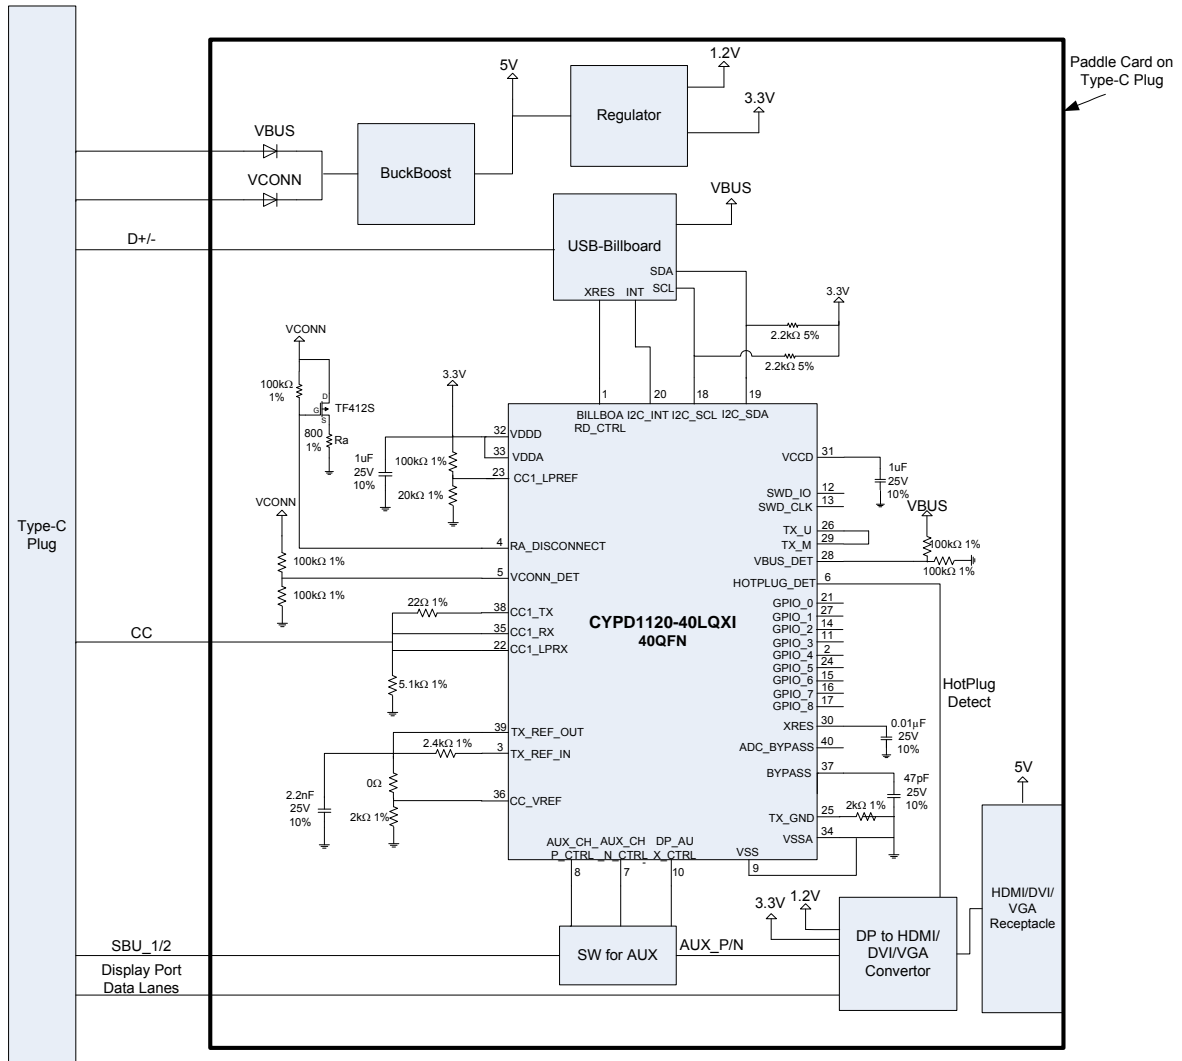 Paddle Card on
Type-C Plug
1.2V
5V
3.3V
Regulator
VBUS
BuckBoost
VCONN
VBUS
D+/-
USB-Billboard
SDA
SCL
XRES INT
3.3V
2.2kΩ 5%
2.2kΩ 5%
VCONN
100kΩ
1%
D
G
S
TF412S
800
1%
Ra
3.3V
1 20 18 19
BILLBOA I2C_INT I2C_SCL I2C_SDA
RD_CTRL
32 VDDD
33 VDDA
1uF
25V
10%
100kΩ 1%
23 CC1_LPREF
20kΩ 1%
VCCD 31
1uF
25V
10%
SWD_IO 12
SWD_CLK 13
VBUS
TX_U 26
TX_M 29
100kΩ 1%
VBUS_DET 28
100kΩ 1%
HOTPLUG_DET 6
Type-C
Plug
VCONN
4 RA_DISCONNECT
100kΩ 1%
5 VCONN_DET
100kΩ 1%
22Ω 1%
38 CC1_TX
35 CC1_RX
22 CC1_LPRX
CC
5.1kΩ 1%
CYPD1120-40LQXI
40QFN
GPIO_0 21
GPIO_1 27
GPIO_2 14
GPIO_3 11
GPIO_4 2
GPIO_5 24
GPIO_6 15
GPIO_7 16
GPIO_8 17
HotPlug
Detect
XRES 30
0.01µF
25V
10%
ADC_BYPASS 40
BYPASS 37
47pF
25V
10%
TX_GND 25
2kΩ 1%
VSSA 34
39 TX_REF_OUT
2.4kΩ 1%
3 TX_REF_IN
0Ω
2.2nF
25V
10%
36 CC_VREF
2kΩ 1%
AUX_CH_ AUX_CH DP_AU
P_CTRL _N_CTRL_ X_CTRL
8 7 10
VSS
9
5V
HDMI/DVI/
VGA
Receptacle
3.3V 1.2V
DP to HDMI/
DVI/VGA
Convertor
SBU_1/2
SW for AUX
AUX_P/N
Display Port
Data Lanes